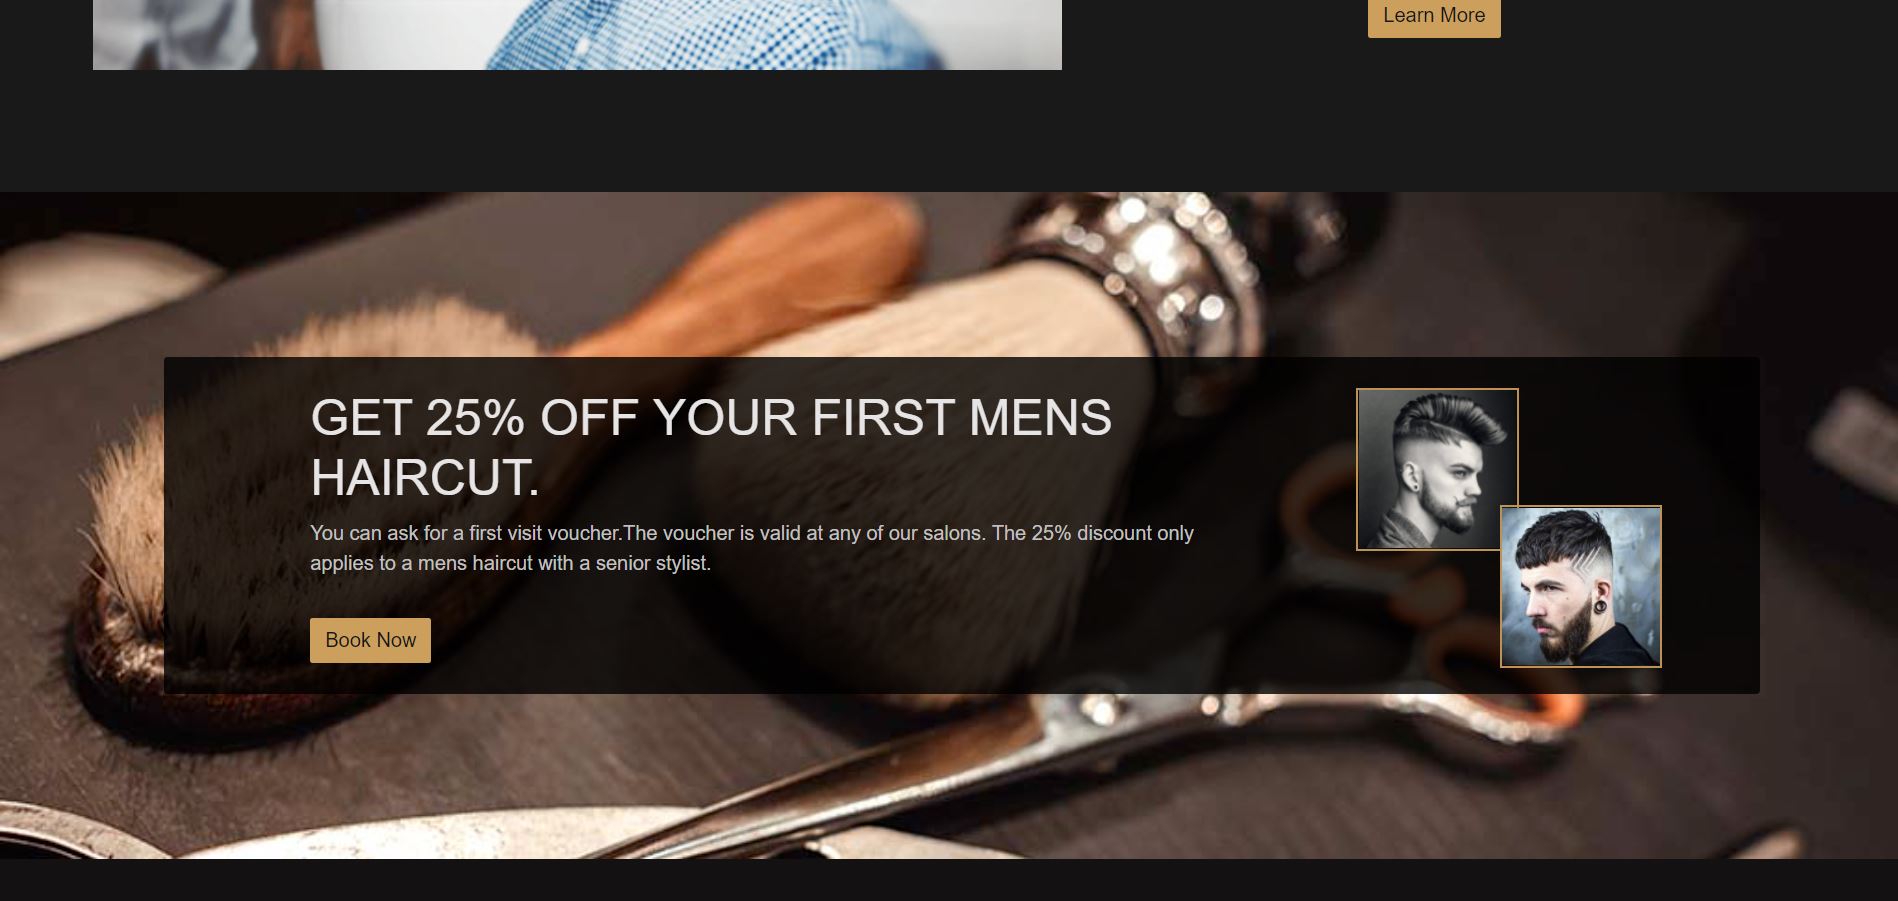 Learn More
GET 25% OFF YOUR FIRST MENS
HAIRCUT.
You can ask for a first visit voucher.The voucher is valid at any of our salons. The 25% discount only
applies to a mens haircut with a senior stylist.
Book Now